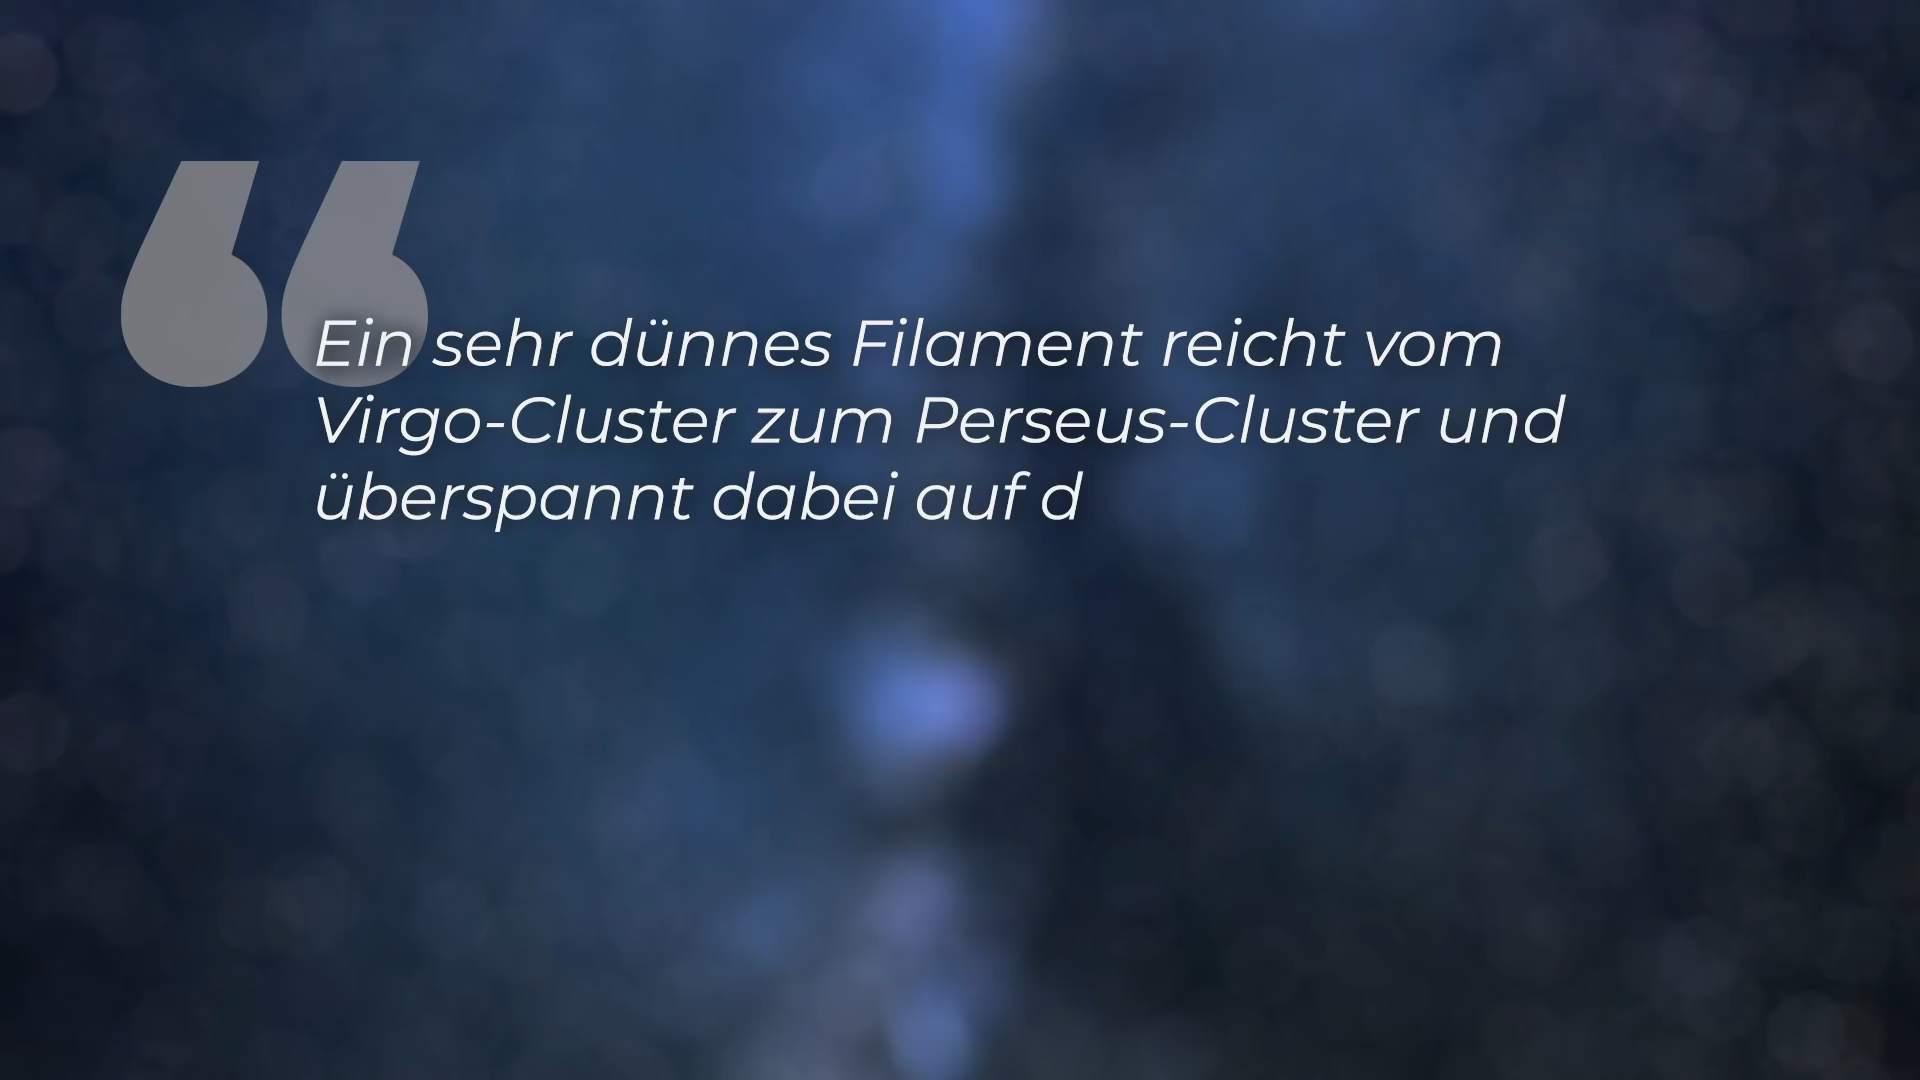 “
Ein sehr dünnes Filament reicht vom
Virgo-Cluster zum Perseus-Cluster und
überspannt dabei auf d